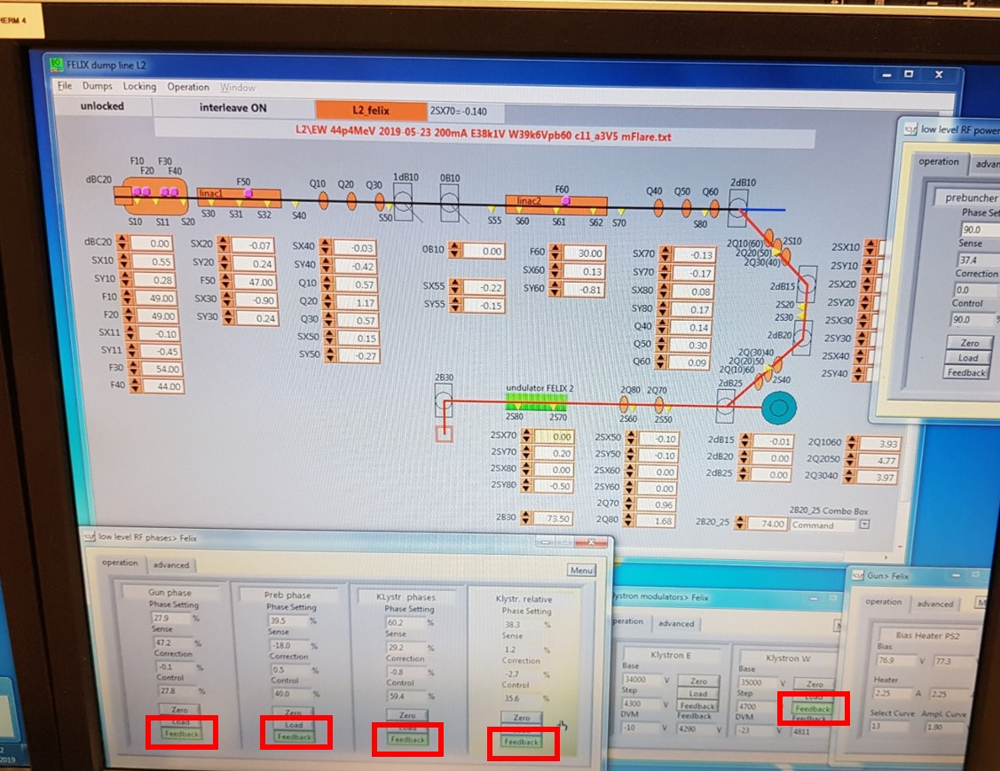 HERM 4
FELIX dump line L2
File Dumps Locking Operation Window
unlocked interleave ON L2_felix 2SX70=-0.140
L2\EW 44p4MeV 2019-05-23 200mA E38k1V W39k6Vpb60 c11_a3V5 mFlare.txt
F10 F30
dBC20 F20 F40
linac1 F50
Q10 Q20 Q30 1dB10 0B10
linac2 F60
Q40 Q50 Q60 2dB10
S10 S11 S20 S30 S31 S32 S40 S50 S55 S60 S61 S62 S70 S80
2Q10(60) 2S10
2Q20(50)
2Q30(40)
2dB15
2S20
2S30
2dB20
2Q(30)40
2Q(20)50
2Q(10)60
2S40
2dB25
dBC20 0.00
SX10 0.55
SY10 0.28
F10 49.00
F20 49.00
SX11 -0.10
SY11 -0.45
F30 54.00
F40 44.00
SX20 -0.07
SY20 0.24
F50 47.00
SX30 -0.90
SY30 0.24
SX40 -0.03
SY40 -0.42
Q10 0.57
Q20 1.17
Q30 0.57
SX50 0.15
SY50 -0.27
0B10 0.00
SX55 -0.22
SY55 -0.15
F60 30.00
SX60 0.13
SY60 -0.81
SX70 -0.13
SY70 -0.17
SX80 0.08
SY80 0.17
Q40 0.14
Q50 0.30
Q60 0.09
2SX10
2SY10
2SX20
2SY20
2SX30
2SY30
2SX40
2SY40
2B30
undulator FELIX 2
2S80 2S70
2Q80 2Q70
2S60 2S50
2SX70 0.00
2SY70 0.20
2SX80 0.00
2SY80 -0.50
2B30 73.50
2SX50 -0.10
2SY50 -0.10
2SX60 0.00
2SY60 0.00
2Q70 0.96
2Q80 1.68
2dB15 -0.01
2dB20 0.00
2dB25 0.00
2Q1060 3.93
2Q2050 4.77
2Q3040 3.97
2B20_25 Combo Box
2B20_25 74.00 Command
low level RF power
operation advan
prebuncher
Phase Set
90.0
Sense
37.4
Correction
0.0
Control
90.0 %
Zero
Load
Feedback
low level RF phases> Felix
operation advanced
Menu
Gun phase
Phase Setting
27.9 %
Sense
47.2 %
Correction
-0.1 %
Control
27.8 %
Zero
Load
Feedback
Preb phase
Phase Setting
39.5 %
Sense
-18.0 %
Correction
0.5 %
Control
40.0 %
Zero
Load
Feedback
KLystr phases
Phase Setting
60.2 %
Sense
29.2 %
Correction
-0.8 %
Control
59.4 %
Zero
Load
Feedback
Klystr. relative
Phase Setting
38.3 %
Sense
1.2 %
Correction
-2.7 %
Control
35.6 %
Zero
Feedback
lystron modulators> Felix
peration advanced
Klystron E
Base
34000 V Zero
Step Load
4300 V Feedback
DVM Feedback
-10 V 4290 V
Klystron W
Base
35000 V Zero
Step Load
4700 Feedback
DVM Feedback
-23 V 4811
Gun> Felix
operation advanced M
Bias Heater PS2
Bias
76.9 V 77.3
Heater
2.25 A 2.25
Select Curve Ampl. Curve
13 1.90
2
2019